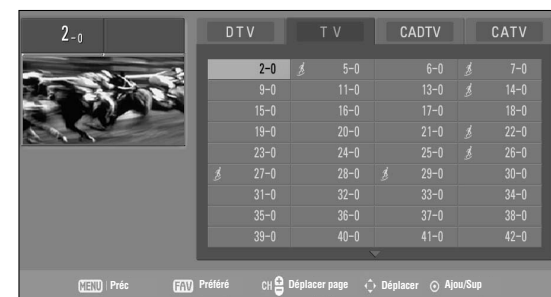 2-0
DTV TV CADTV CATV
2-0 5-0 6-0 7-0
9-0 11-0 13-0 14-0
15-0 16-0 17-0 18-0
19-0 20-0 21-0 22-0
23-0 24-0 25-0 26-0
27-0 28-0 29-0 30-0
31-0 32-0 33-0 34-0
35-0 36-0 37-0 38-0
39-0 40-0 41-0 42-0
MENU Préc FAV Préféré CH Déplacer page Déplacer Ajou/Sup